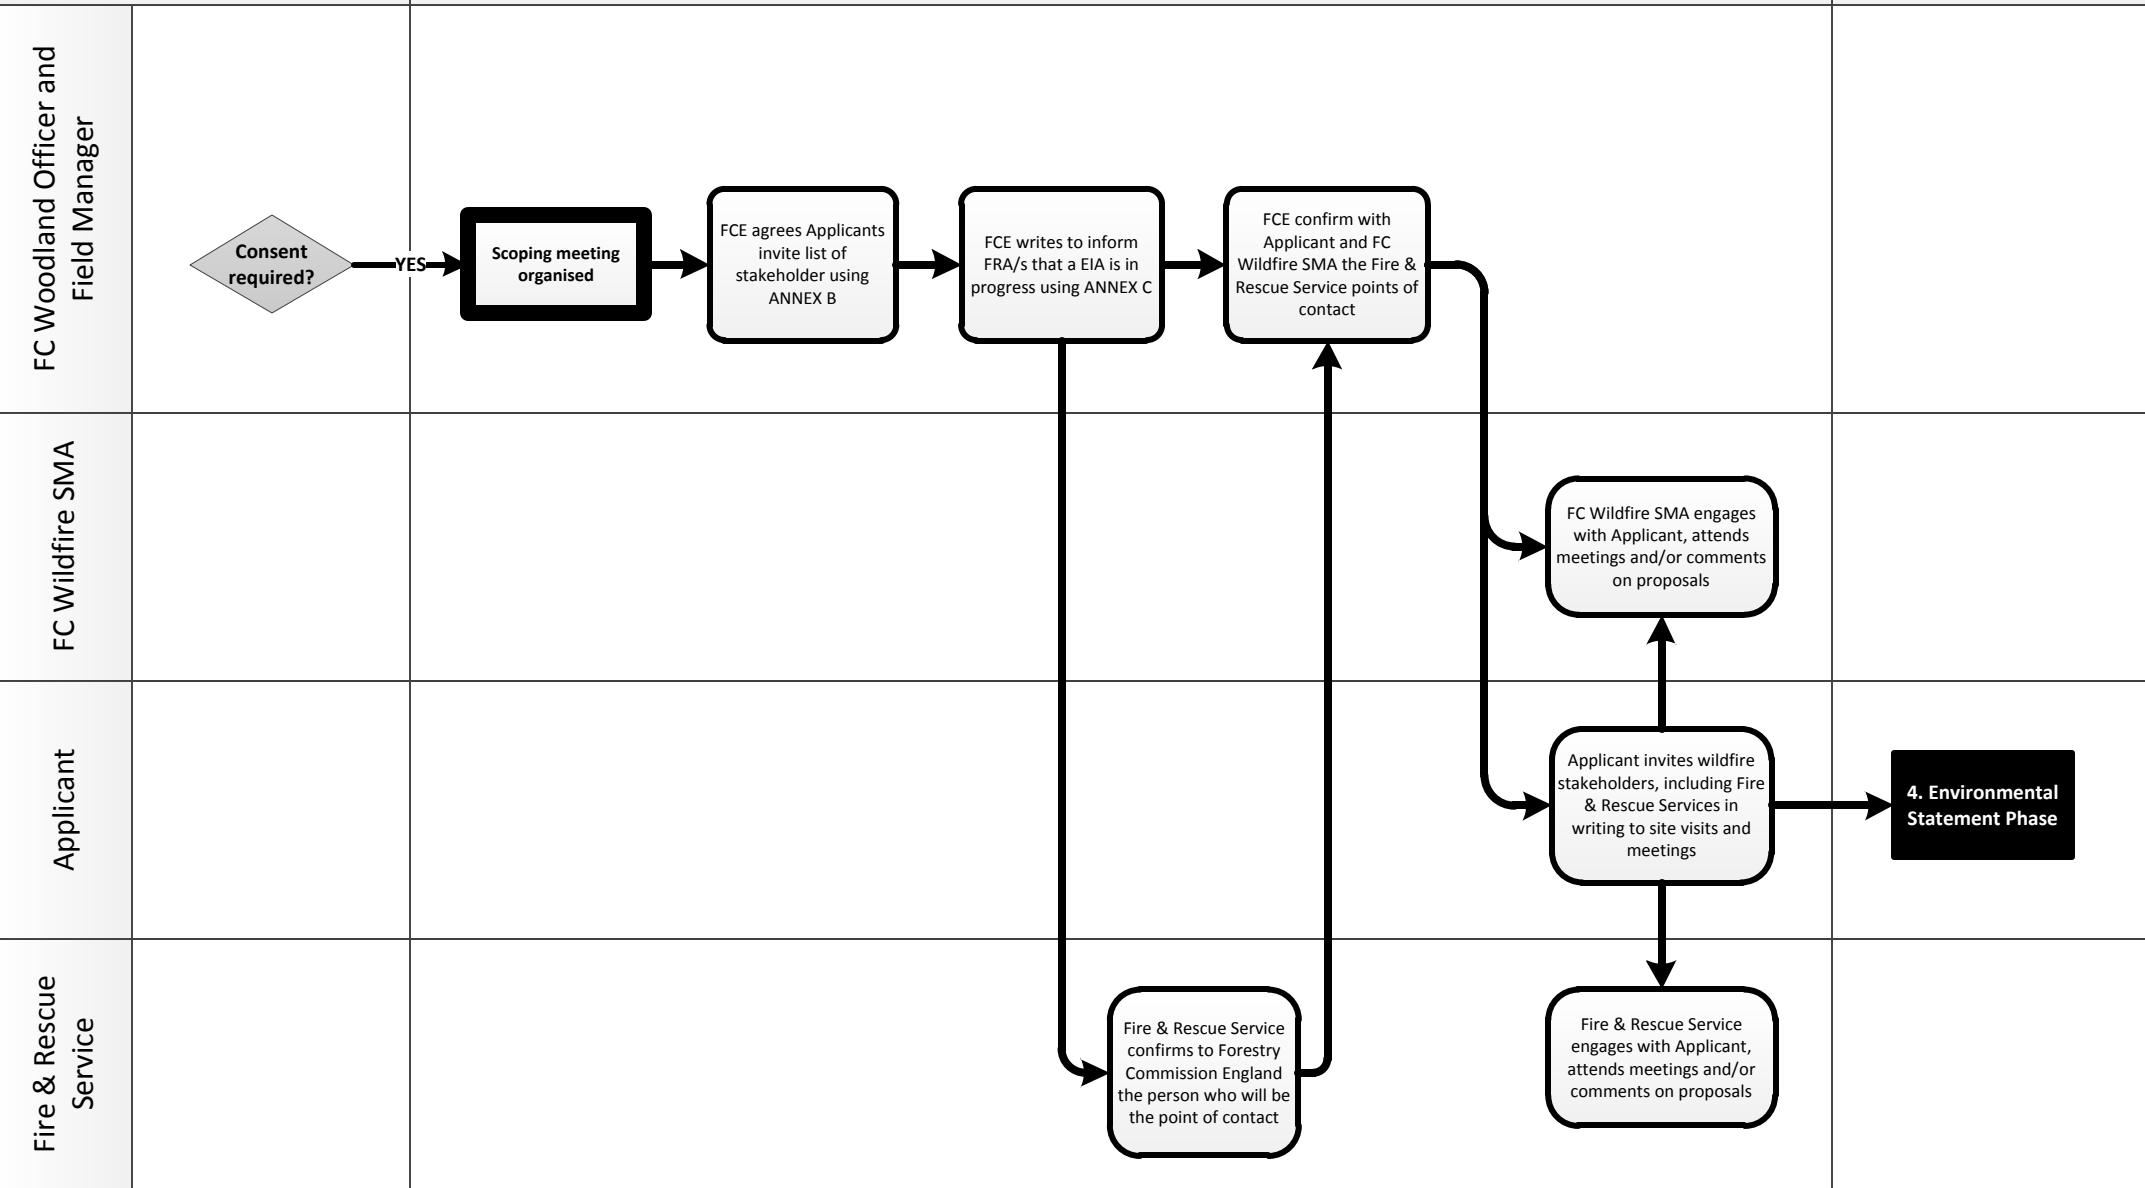 FC Woodland Officer and
Field Manager
Consent
required?
YES
Scoping meeting
organised
FCE agrees Applicants
invite list of
stakeholder using
ANNEX B
FCE writes to inform
FRA/s that a EIA is in
progress using ANNEX C
FCE confirm with
Applicant and FC
Wildfire SMA the Fire &
Rescue Service points of
contact
FC Wildfire SMA
FC Wildfire SMA engages
with Applicant, attends
meetings and/or comments
on proposals
Applicant
Applicant invites wildfire
stakeholders, including Fire
& Rescue Services in
writing to site visits and
meetings
4. Environmental
Statement Phase
Fire & Rescue
Service
Fire & Rescue Service
confirms to Forestry
Commission England
the person who will be
the point of contact
Fire & Rescue Service
engages with Applicant,
attends meetings and/or
comments on proposals